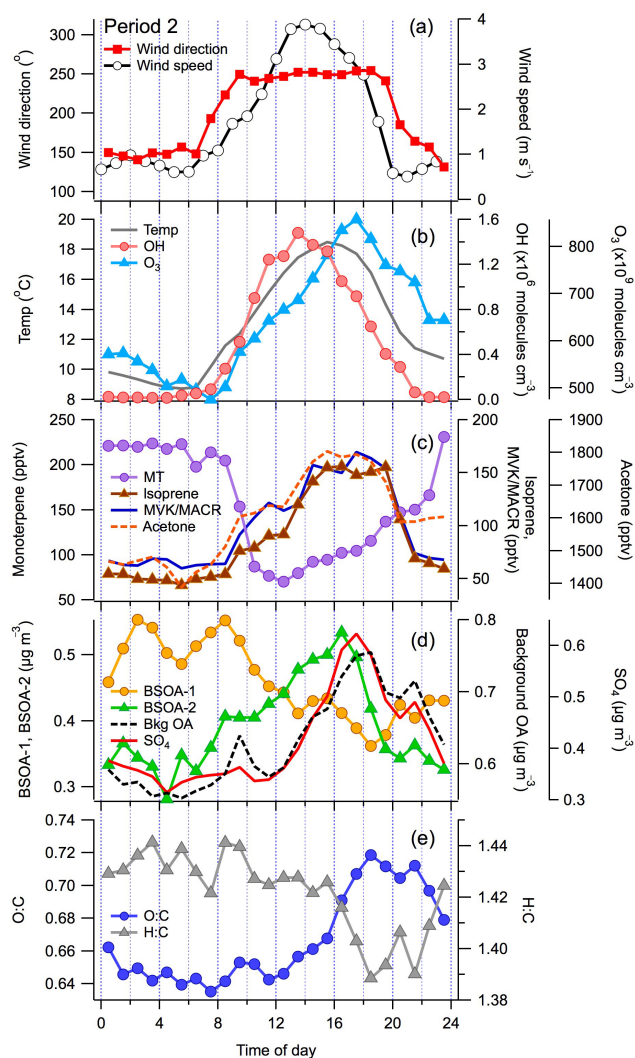 Period 2
(a)
Wind direction
Wind speed
Wind direction (°)
300
250
200
150
100
Wind speed (m s⁻¹)
4
3
2
1
0
(b)
Temp
OH
O₃
Temp (°C)
20
18
16
14
12
10
8
OH (x10⁶ molecules cm⁻³)
1.6
1.2
0.8
0.4
0.0
O₃ (x10⁹ molecules cm⁻³)
800
700
600
500
(c)
MT
Isoprene
MVK/MACR
Acetone
Monoterpene (pptv)
250
200
150
100
50
Isoprene, MVK/MACR (pptv)
200
150
100
50
Acetone (pptv)
1900
1800
1700
1600
1500
1400
(d)
BSOA-1
BSOA-2
Bkg OA
SO₄
BSOA-1, BSOA-2 (µg m⁻³)
0.5
0.4
0.3
Background OA (µg m⁻³)
0.8
0.7
0.6
SO₄ (µg m⁻³)
0.6
0.5
0.4
0.3
(e)
O:C
H:C
O:C
0.74
0.72
0.70
0.68
0.66
0.64
H:C
1.44
1.42
1.40
1.38
0 4 8 12 16 20 24
Time of day